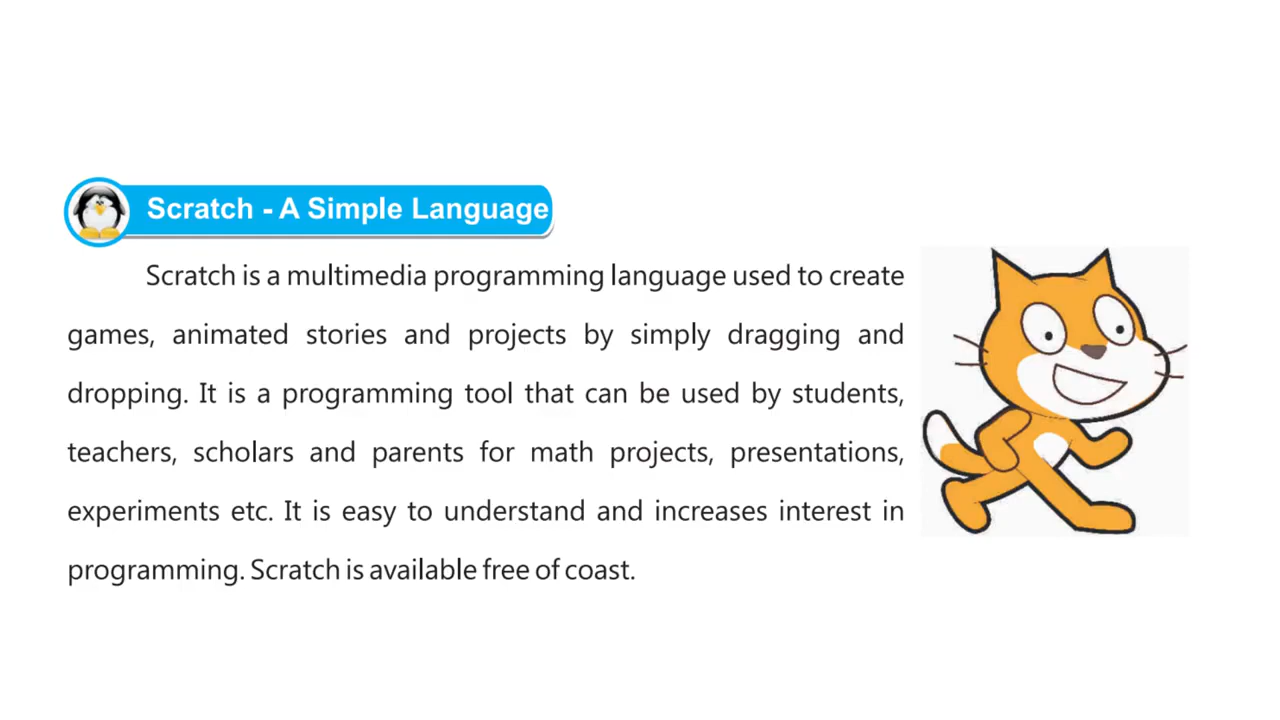 Scratch - A Simple Language
Scratch is a multimedia programming language used to create
games, animated stories and projects by simply dragging and
dropping. It is a programming tool that can be used by students,
teachers, scholars and parents for math projects, presentations,
experiments etc. It is easy to understand and increases interest in
programming. Scratch is available free of coast.